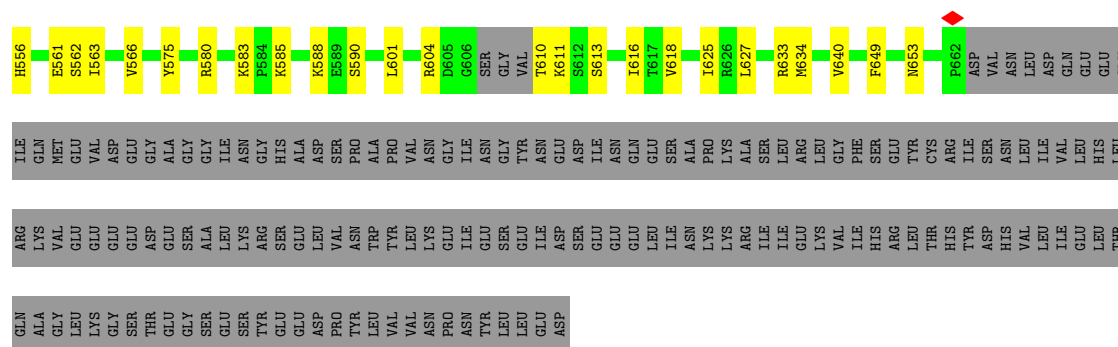 H556 E561 S562 I563 V566 Y575 R580 K583 P584 K585 K588 E589 S590 L601 R604 D605 G606 SER GLY VAL T610 K611 S612 S613 I616 T617 V618 I625 R626 L627 R633 M634 V640 F649 N653 P662 ASP VAL ASN LEU ASP GLN GLU GLU
ILE GLN MET GLU VAL ASP GLU GLY ALA GLY GLY ILE ASN GLY HIS ALA ASP SER PRO ALA PRO VAL ASN GLY ILE ASN GLY TYR ASN GLU ASP ILE ASN GLN GLU SER ALA PRO LYS ALA SER LEU ARG LEU GLY PHE SER GLU TYR CYS ARG ILE SER ASN LEU ILE VAL LEU HIS LEU
ARG LYS VAL GLU GLU GLU GLU ASP GLU SER ALA LEU LYS ARG SER GLU LEU VAL ASN TRP TYR LEU LYS GLU ILE GLU SER GLU ILE ASP SER GLU GLU GLU LEU ILE ASN LYS LYS ARG ILE ILE GLU LYS VAL ILE HIS ARG LEU THR HIS TYR ASP HIS VAL LEU ILE GLU LEU THR
GLN ALA GLY LEU LYS GLY SER THR GLU GLY SER GLU SER TYR GLU GLU ASP PRO TYR LEU VAL VAL ASN PRO ASN TYR LEU LEU GLU ASP